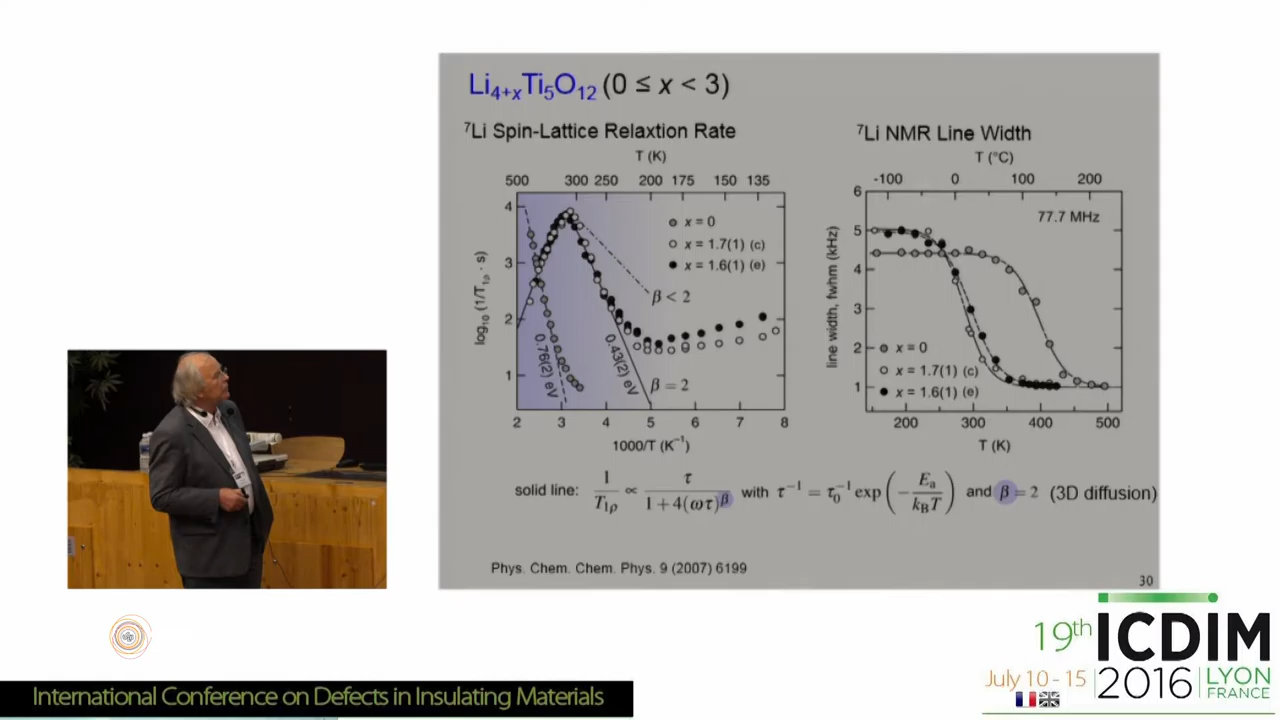 Li4+xTi5O12 (0 ≤ x < 3)
7Li Spin-Lattice Relaxtion Rate
T (K)
500 300 250 200 175 150 135
4
3
2
1
log10 (1/T1ρ · s)
x = 0
x = 1.7(1) (c)
x = 1.6(1) (e)
β < 2
β = 2
0.76(2) eV
0.43(2) eV
2 3 4 5 6 7 8
1000/T (K-1)
7Li NMR Line Width
T (°C)
-100 0 100 200
6
5
4
3
2
1
line width, fwhm (kHz)
77.7 MHz
x = 0
x = 1.7(1) (c)
x = 1.6(1) (e)
200 300 400 500
T (K)
solid line: 1/T1ρ ∝ τ/1+4(ωτ)β with τ−1 = τ0−1 exp(−Ea/kBT) and β = 2 (3D diffusion)
Phys. Chem. Chem. Phys. 9 (2007) 6199
30
19th ICDIM
July 10 - 15 2016 LYON
FRANCE
International Conference on Defects in Insulating Materials